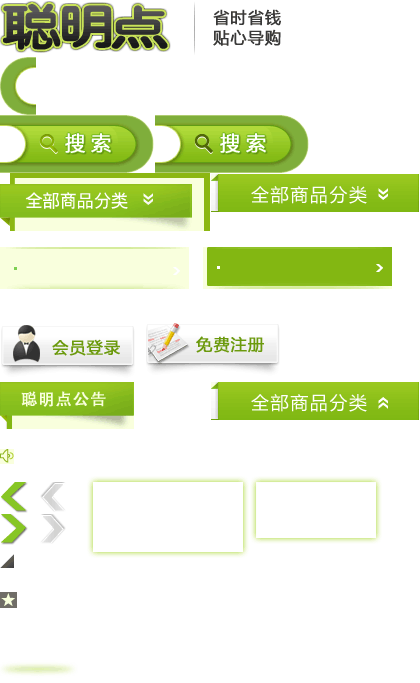 聪明点
省时省钱
贴心导购
搜索
搜索
全部商品分类
全部商品分类
会员登录
免费注册
聪明点公告
全部商品分类